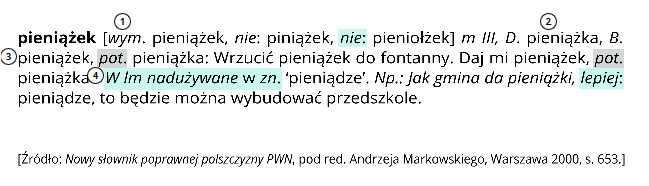 ① ②
pieniążek [wym. pieniążek, nie: piniążek, nie: pieniołżek] m III, D. pieniążka, B.
③ pieniążek, pot. pieniążka: Wrzucić pieniążek do fontanny. Daj mi pieniążek, pot.
pieniążka ④ W lm nadużywane w zn. ‘pieniądze’. Np.: Jak gmina da pieniążki, lepiej:
pieniądze, to będzie można wybudować przedszkole.
[Źródło: Nowy słownik poprawnej polszczyzny PWN, pod red. Andrzeja Markowskiego, Warszawa 2000, s. 653.]